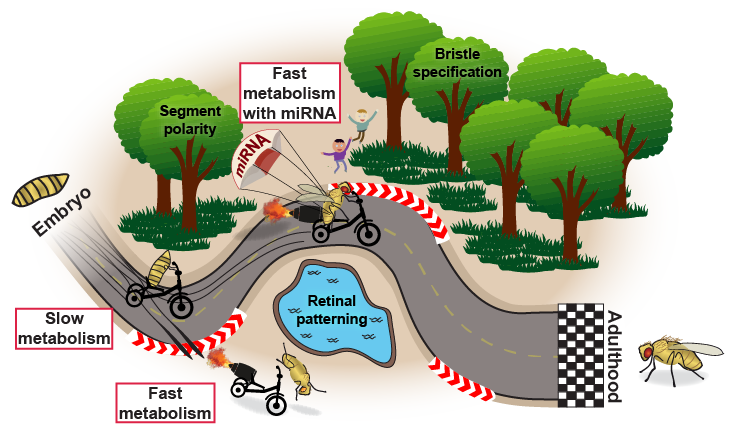 Bristle
specification
Fast
metabolism
with miRNA
Segment
polarity
miRNA
Embryo
Retinal
patterning
Slow
metabolism
Adulthood
Fast
metabolism